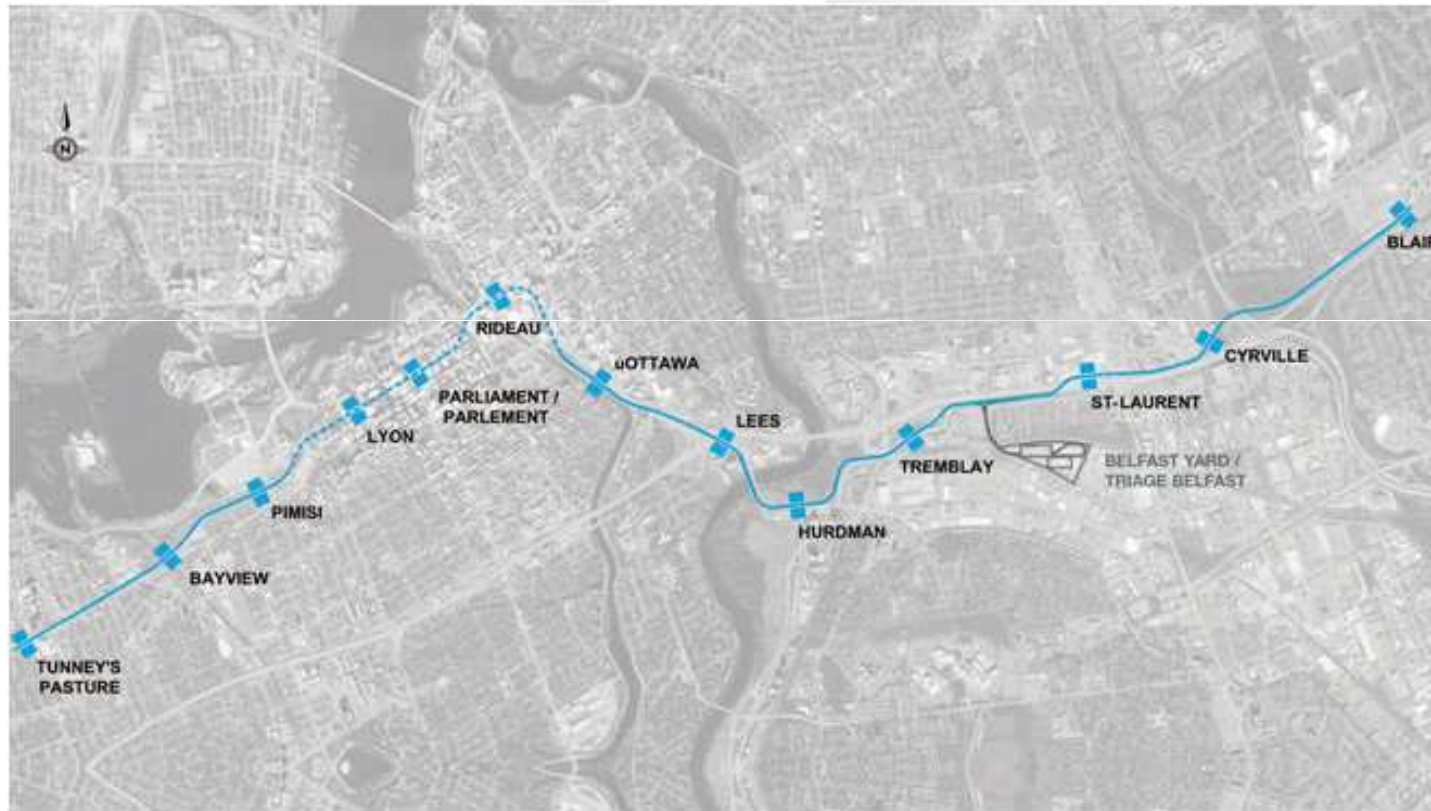 N
BLAIR
RIDEAU
CYRVILLE
uOTTAWA
PARLIAMENT /
PARLEMENT
ST-LAURENT
LEES
LYON
TREMBLAY
BELFAST YARD /
TRIAGE BELFAST
PIMISI
HURDMAN
BAYVIEW
TUNNEY'S
PASTURE